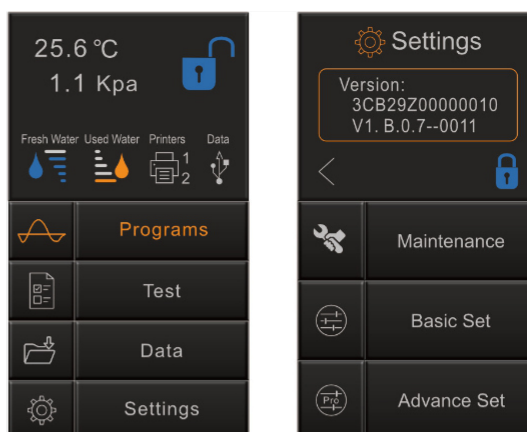 25.6 °C
1.1 Kpa
Fresh Water Used Water Printers Data
1
2
Programs
Test
Data
Settings
Settings
Version:
3CB29Z00000010
V1. B.0.7--0011
Maintenance
Basic Set
Pro
Advance Set